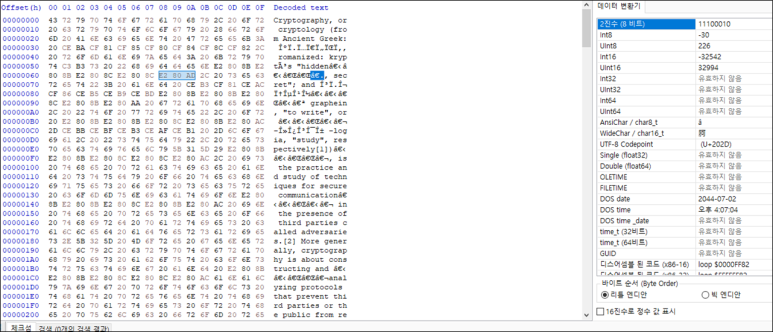 Offset(h) 00 01 02 03 04 05 06 07 08 09 0A 0B 0C 0D 0E 0F Decoded text
00000000 43 72 79 70 74 6F 67 72 61 70 68 79 2C 20 6F 72 Cryptography, or
00000010 20 63 72 79 70 74 6F 6C 6F 67 79 20 28 66 72 6F cryptology (fro
00000020 6D 20 41 6E 63 69 65 6E 74 20 47 72 65 65 6B 3A m Ancient Greek:
00000030 20 CE BA CF 81 CF 85 CF 80 CF 84 CF 8C CF 82 2C
00000040 20 72 6F 6D 61 6E 69 7A 65 64 3A 20 6B 72 79 70 romanized: kryp
00000050 74 C3 B3 73 20 22 68 69 64 64 65 6E E2 80 8B E2 tÃ³s "hiddenâ€‹â
00000060 80 8B E2 80 8C E2 80 8C E2 80 AD 2C 20 73 65 63 €‹â€Œâ€Œâ€., sec
00000070 72 65 74 22 3B 20 61 6E 64 20 CE B3 CF 81 CE AC ret"; and Î³Ï.Î¬
00000080 CF 86 CE B5 CE B9 CE BD E2 80 8B E2 80 8B E2 80 Ï†ÎµÎ¹Î½â€‹â€‹â€
00000090 8B E2 80 8B E2 80 AA 20 67 72 61 70 68 65 69 6E ‹â€‹â€ª graphein
000000A0 2C 20 22 74 6F 20 77 72 69 74 65 22 2C 20 6F 72 , "to write", or
000000B0 20 E2 80 8B E2 80 8C E2 80 8B E2 80 8B E2 80 AC â€‹â€Œâ€‹â€‹â€¬
000000C0 2D CE BB CE BF CE B3 CE AF CE B1 20 2D 6C 6F 67 -Î»Î¿Î³Î¯Î± -log
000000D0 69 61 2C 20 22 73 74 75 64 79 22 2C 20 72 65 73 ia, "study", res
000000E0 70 65 63 74 69 76 65 6C 79 5B 31 5D 29 E2 80 8B pectively[1])â€‹
000000F0 E2 80 8B E2 80 8C E2 80 8C E2 80 AC 2C 20 69 73 â€‹â€Œâ€Œâ€¬, is
00000100 20 74 68 65 20 70 72 61 63 74 69 63 65 20 61 6E the practice an
00000110 64 20 73 74 75 64 79 20 6F 66 20 74 65 63 68 6E d study of techn
00000120 69 71 75 65 73 20 66 6F 72 20 73 65 63 75 72 65 iques for secure
00000130 20 63 6F 6D 6D 75 6E 69 63 61 74 69 6F 6E E2 80 communicationâ€
00000140 8B E2 80 8B E2 80 8C E2 80 8B E2 80 AC 20 69 6E ‹â€‹â€Œâ€‹â€¬ in
00000150 20 74 68 65 20 70 72 65 73 65 6E 63 65 20 6F 66 the presence of
00000160 20 74 68 69 72 64 20 70 61 72 74 69 65 73 20 63 third parties c
00000170 61 6C 6C 65 64 20 61 64 76 65 72 73 61 72 69 65 alled adversarie
00000180 73 2E 5B 32 5D 20 4D 6F 72 65 20 67 65 6E 65 72 s.[2] More gener
00000190 61 6C 6C 79 2C 20 63 72 79 70 74 6F 67 72 61 70 ally, cryptograp
000001A0 68 79 20 69 73 20 61 62 6F 75 74 20 63 6F 6E 73 hy is about cons
000001B0 74 72 75 63 74 69 6E 67 20 61 6E 64 20 E2 80 8B tructing and â€‹
000001C0 E2 80 8B E2 80 8C E2 80 8C E2 80 AC 61 6E 61 6C â€‹â€Œâ€Œâ€¬anal
000001D0 79 7A 69 6E 67 20 70 72 6F 74 6F 63 6F 6C 73 20 yzing protocols
000001E0 74 68 61 74 20 70 72 65 76 65 6E 74 20 74 68 69 that prevent thi
000001F0 72 64 20 70 61 72 74 69 65 73 20 6F 72 20 74 68 rd parties or th
00000200 65 20 70 75 62 6C 69 63 20 66 72 6F 6D 20 72 65 e public from re
체크섬 검색 (0개의 검색 결과)
데이터 변환기
2진수 (8 bits) 11100010
Int8 -30
UInt8 226
Int16 -32542
UInt16 32994
Int32 유효하지 않음
UInt32 유효하지 않음
Int64 유효하지 않음
UInt64 유효하지 않음
AnsiChar / char8_t â
WideChar / char16_t
UTF-8 Codepoint (U+202D)
Single (float32) 유효하지 않음
Double (float64) 유효하지 않음
OLETIME 유효하지 않음
FILETIME 유효하지 않음
DOS date 2044-07-02
DOS time 오후 4:07:04
DOS time_date 유효하지 않음
time_t (32비트) 유효하지 않음
time_t (64비트) 유효하지 않음
GUID 유효하지 않음
디스어셈블 된 코드 (x86-16) loop $0000FF82
바이트 순서 (Byte Order)
리틀 엔디안 빅 엔디안
16진수로 정수 값 표시